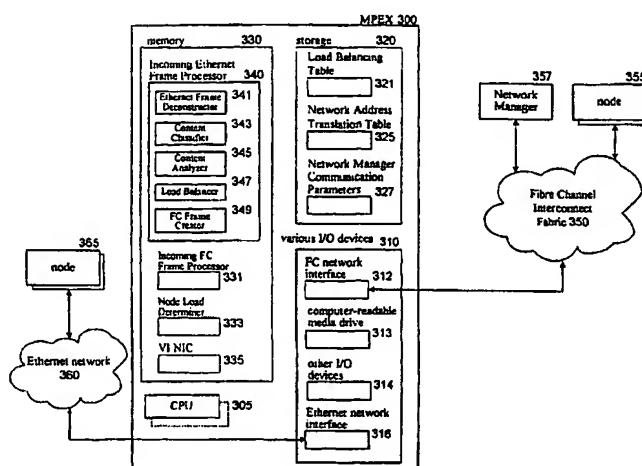 MPEX 300
memory 330
Incoming Ethernet
Frame Processor 340
Ethernet Frame
Deconstructor 341
Content
Classifier 343
Content
Analyzer 345
Load Balancer 347
FC Frame
Creator 349
Incoming FC
Frame Processor
331
Node Load
Determiner
333
VI NIC
335
CPU 305
storage 320
Load Balancing
Table
321
Network Address
Translation Table
325
Network Manager
Communication
Parameters
327
various I/O devices 310
FC network
interface
312
computer-readable
media drive
313
other I/O
devices
314
Ethernet network
interface
316
357
Network
Manager
355
node
Fibre Channel
Interconnect
Fabric 350
365
node
Ethernet network
360